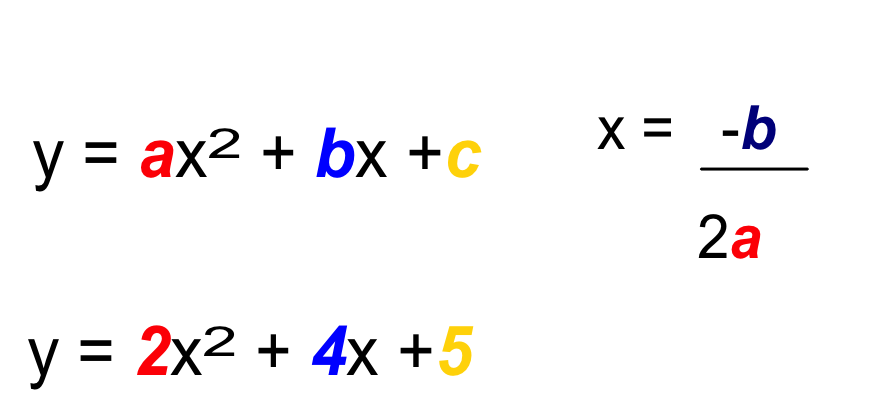 y = ax² + bx +c
x = -b
2a
y = 2x² + 4x +5